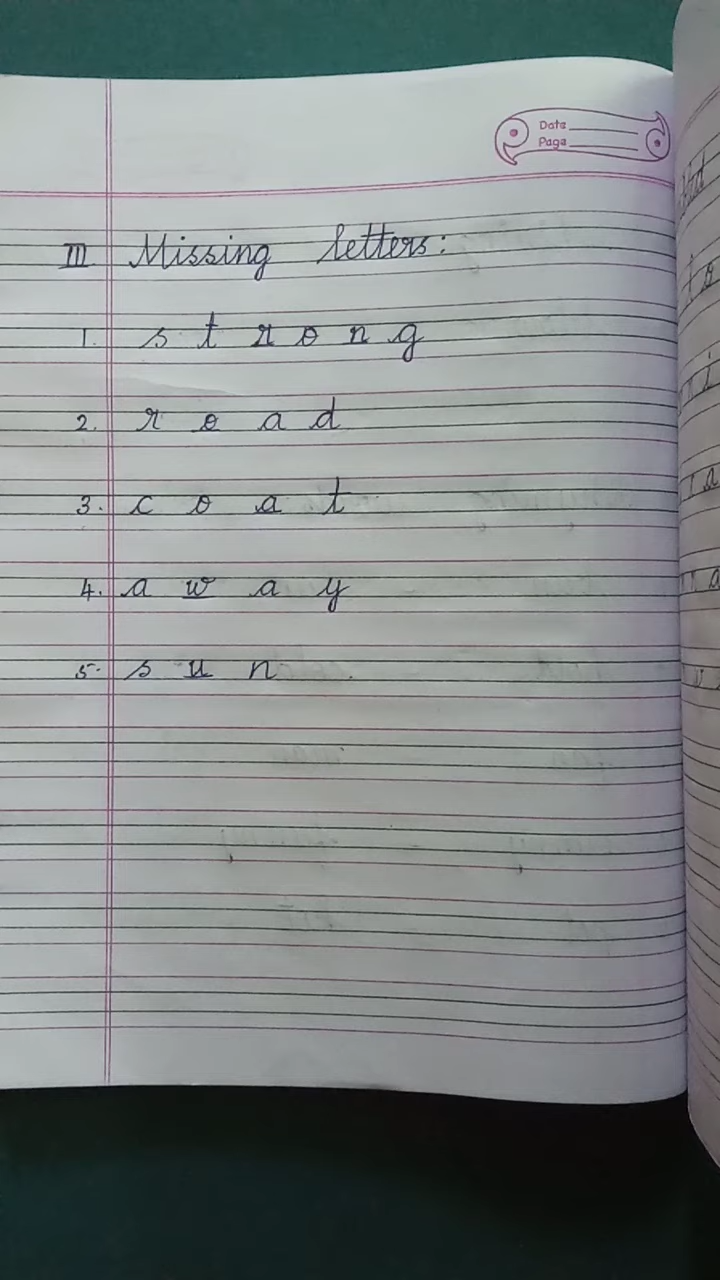 Date
Page
III Missing letters:
1. s t r o n g
2. r o a d
3. c o a t
4. a w a y
5. s u n